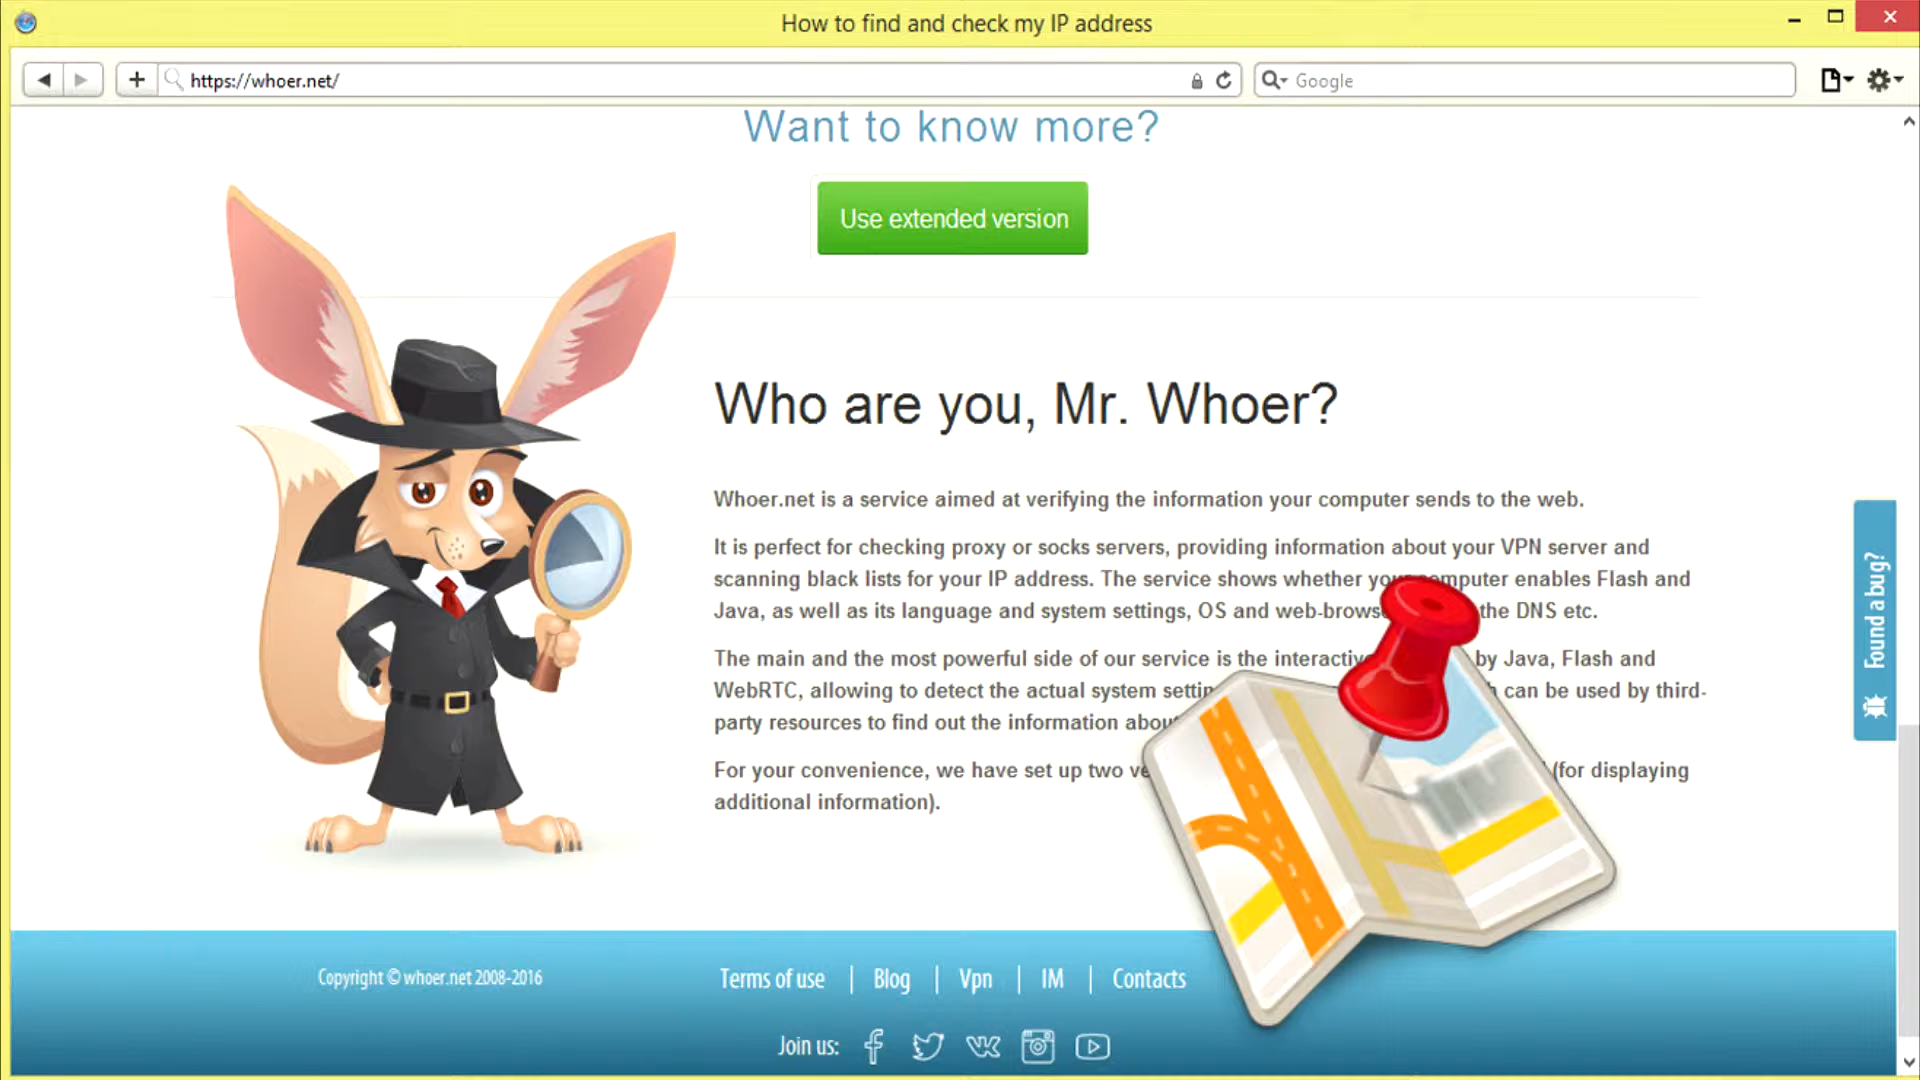 How to find and check my IP address
https://whoer.net/
Google
Want to know more?
Use extended version
Who are you, Mr. Whoer?
Whoer.net is a service aimed at verifying the information your computer sends to the web.
It is perfect for checking proxy or socks servers, providing information about your VPN server and
scanning black lists for your IP address. The service shows whether your computer enables Flash and
Java, as well as its language and system settings, OS and the DNS etc.
The main and the most powerful side of our service is the by Java, Flash and
WebRTC, allowing to detect the actual system can be used by third-
party resources to find out the information
For your convenience, we have set up two (for displaying
additional information).
Found a bug?
Copyright © whoer.net 2008-2016
Terms of use | Blog | Vpn | IM | Contacts
Join us: